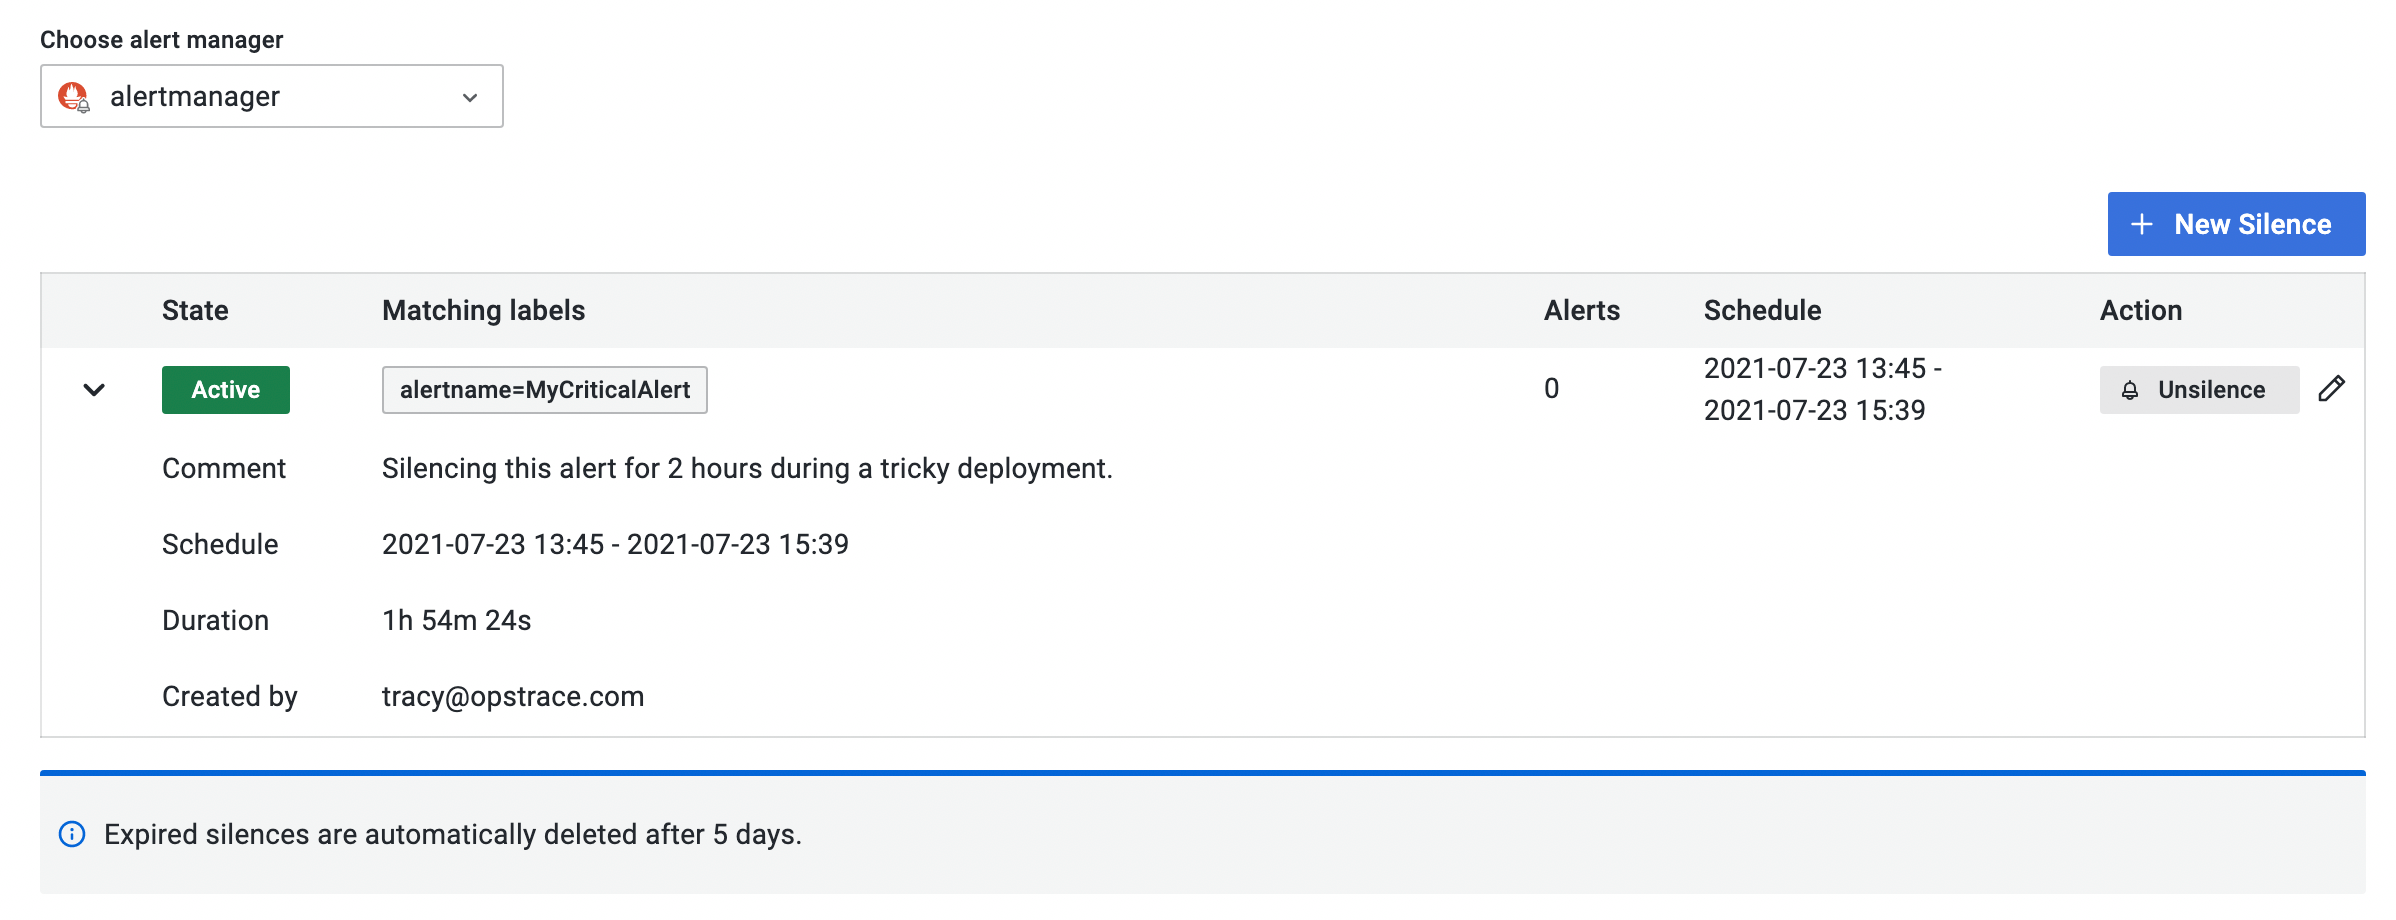 Choose alert manager
alertmanager
New Silence
State Matching labels Alerts Schedule Action
Active alertname=MyCriticalAlert 0 2021-07-23 13:45 - Unsilence
2021-07-23 15:39
Comment Silencing this alert for 2 hours during a tricky deployment.
Schedule 2021-07-23 13:45 - 2021-07-23 15:39
Duration 1h 54m 24s
Created by tracy@opstrace.com
Expired silences are automatically deleted after 5 days.